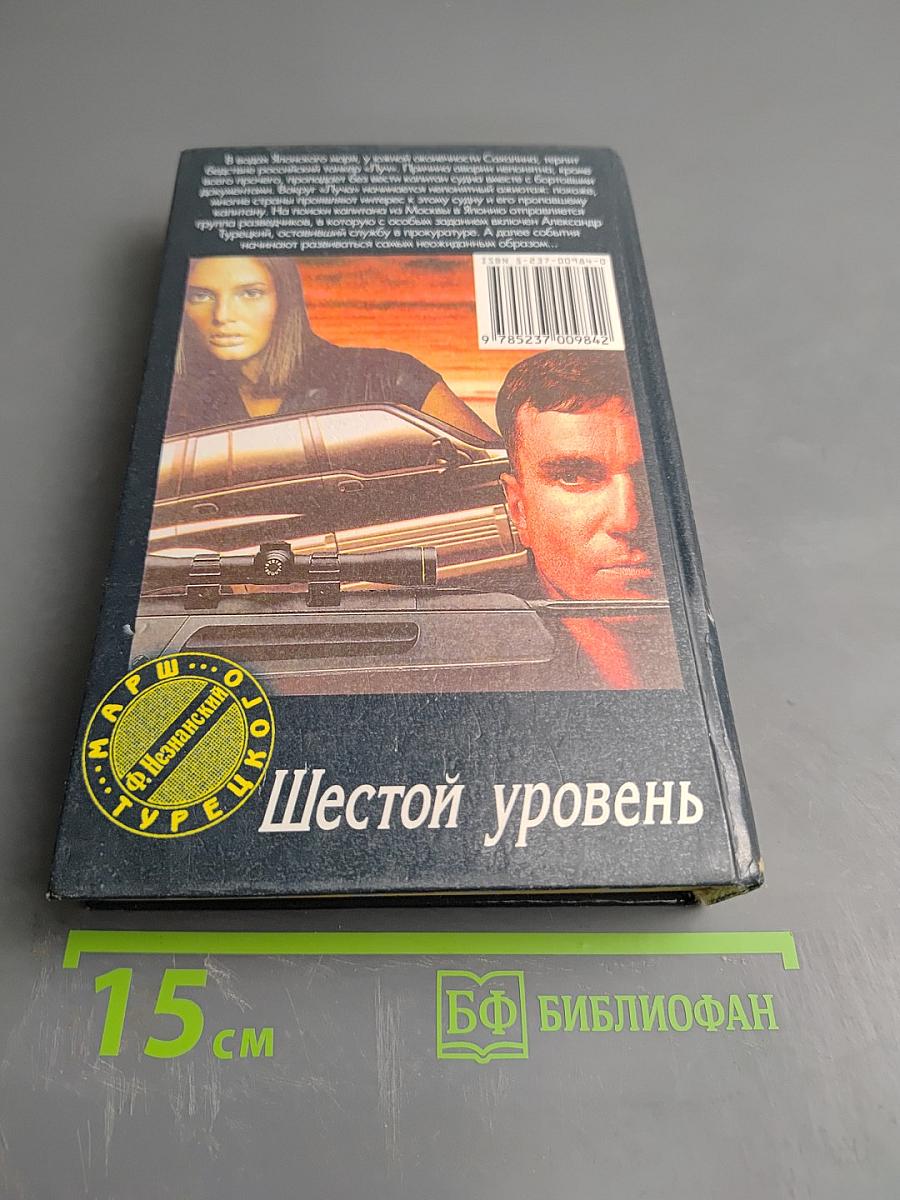 В водах Японского моря, у южной оконечности Сахалина, терпит
бедствие российский танкер «Луч». Причина аварии непонятна, кроме
всего прочего, пропадает без вести капитан судна вместе с бортовыми
документами. Вокруг «Луча» начинается непонятный ажиотаж: похоже,
многие страны проявляют интерес к этому судну и его пропавшему
капитану. На поиски капитана из Москвы в Японию отправляется
группа разведчиков, в которую с особым заданием включен Александр
Турецкий, оставивший службу в прокуратуре. А далее события
начинают развиваться самым неожиданным образом...
ISBN 5-237-00984-0
9 785237 009842
МАРШ...
Ф. Незнанский
...ТУРЕЦКОГО
Шестой уровень
15 см
БФ БИБЛИОФАН